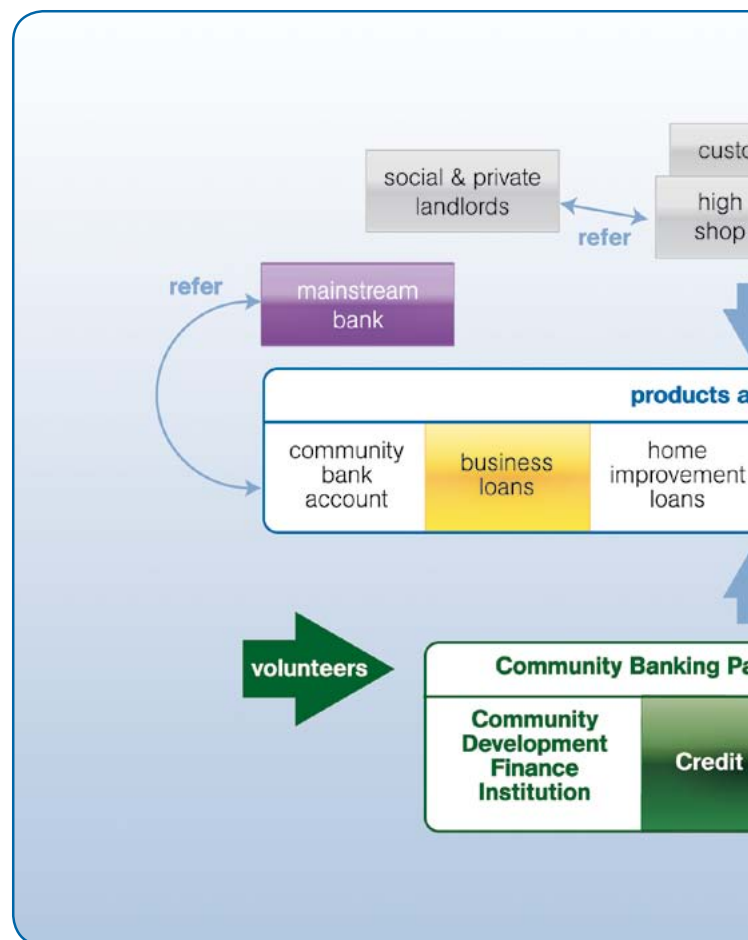 custo
social & private
landlords
high
shop
refer
refer
mainstream
bank
products a
community
bank
account
business
loans
home
improvement
loans
volunteers
Community Banking Pa
Community
Development
Finance
Institution
Credit